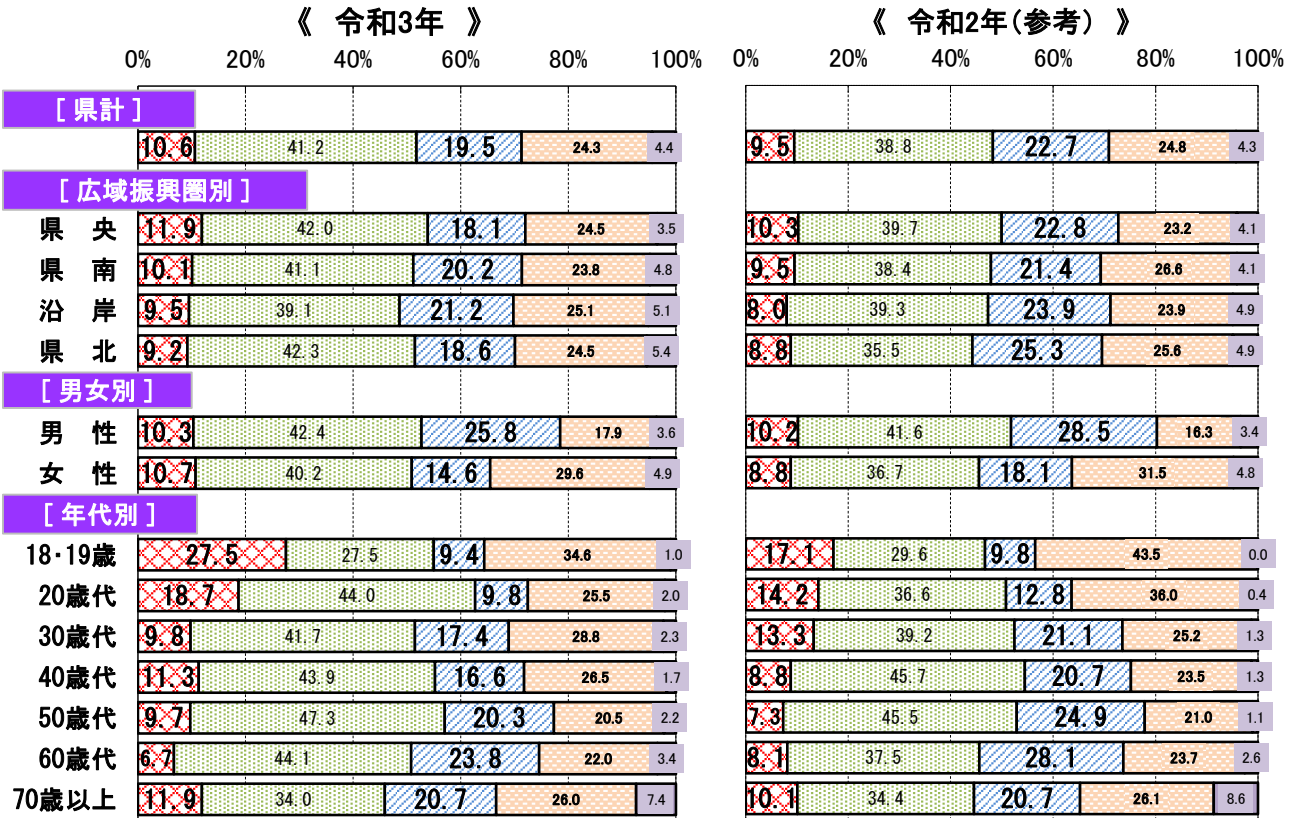 《 令和3年 》 《 令和2年(参考) 》
0% 20% 40% 60% 80% 100% 0% 20% 40% 60% 80% 100%
[ 県計 ]
10.6 41.2 19.5 24.3 4.4 9.5 38.8 22.7 24.8 4.3
[ 広域振興圏別 ]
県 央 11.9 42.0 18.1 24.5 3.5 10.3 39.7 22.8 23.2 4.1
県 南 10.1 41.1 20.2 23.8 4.8 9.5 38.4 21.4 26.6 4.1
沿 岸 9.5 39.1 21.2 25.1 5.1 8.0 39.3 23.9 23.9 4.9
県 北 9.2 42.3 18.6 24.5 5.4 8.8 35.5 25.3 25.6 4.9
[ 男女別 ]
男 性 10.3 42.4 25.8 17.9 3.6 10.2 41.6 28.5 16.3 3.4
女 性 10.7 40.2 14.6 29.6 4.9 8.8 36.7 18.1 31.5 4.8
[ 年代別 ]
18・19歳 27.5 27.5 9.4 34.6 1.0 17.1 29.6 9.8 43.5 0.0
20歳代 18.7 44.0 9.8 25.5 2.0 14.2 36.6 12.8 36.0 0.4
30歳代 9.8 41.7 17.4 28.8 2.3 13.3 39.2 21.1 25.2 1.3
40歳代 11.3 43.9 16.6 26.5 1.7 8.8 45.7 20.7 23.5 1.3
50歳代 9.7 47.3 20.3 20.5 2.2 7.3 45.5 24.9 21.0 1.1
60歳代 6.7 44.1 23.8 22.0 3.4 8.1 37.5 28.1 23.7 2.6
70歳以上 11.9 34.0 20.7 26.0 7.4 10.1 34.4 20.7 26.1 8.6